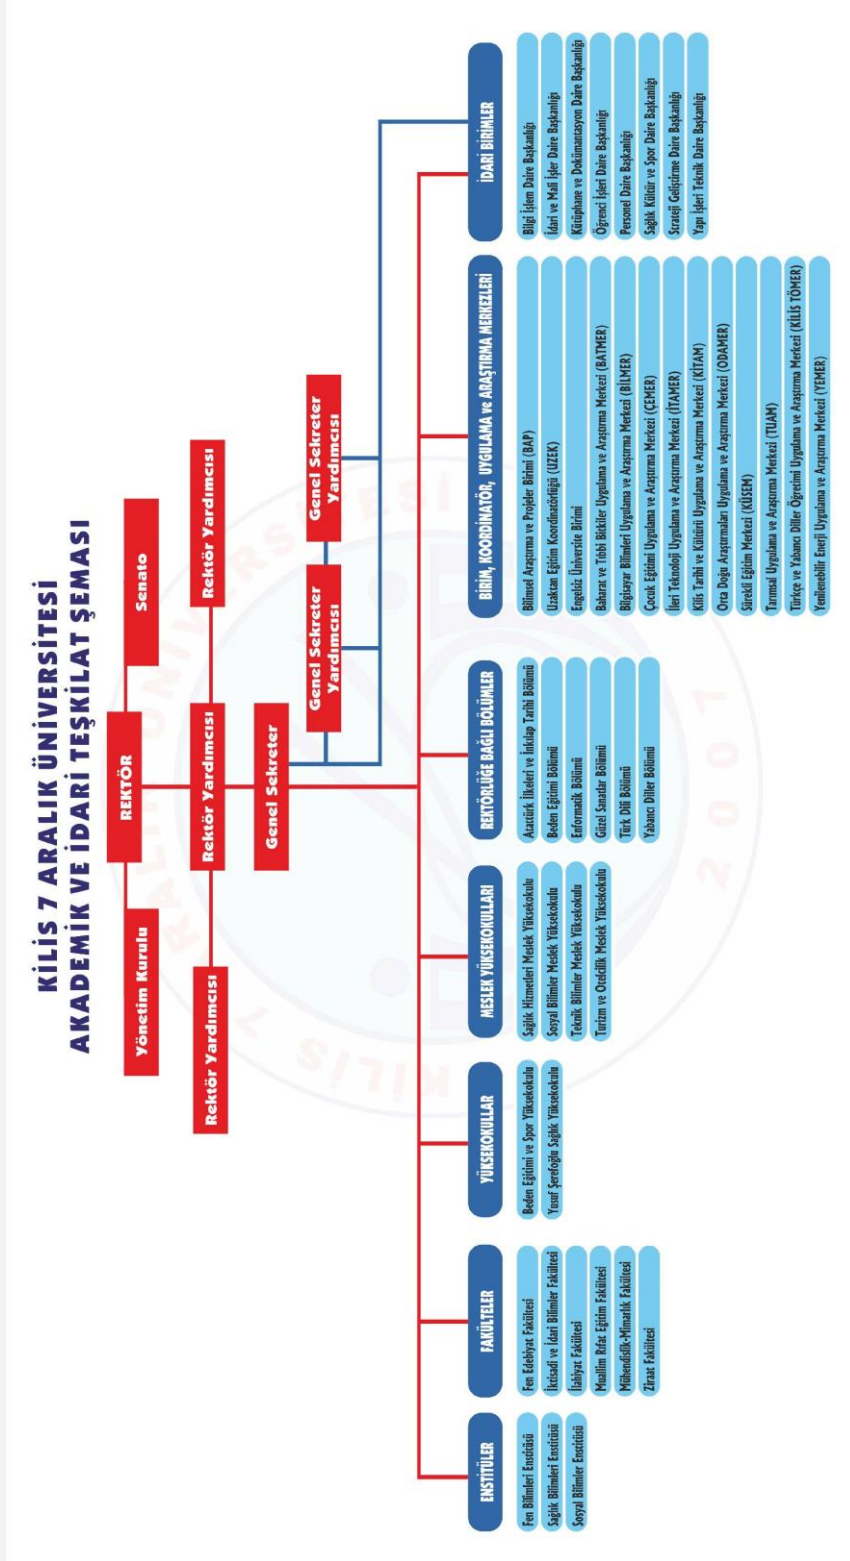 KİLİS 7 ARALIK ÜNİVERSİTESİ
AKADEMİK VE İDARİ TEŞKİLAT ŞEMASI
Yönetim Kurulu
REKTÖR
Senato
Rektör Yardımcısı
Rektör Yardımcısı
Rektör Yardımcısı
Genel Sekreter
Genel Sekreter
Yardımcısı
Genel Sekreter
Yardımcısı
ENSTİTÜLER
Fen Bilimleri Enstitüsü
Sağlık Bilimleri Enstitüsü
Sosyal Bilimler Enstitüsü
FAKÜLTELER
Fen Edebiyat Fakültesi
İktisadi ve İdari Bilimler Fakültesi
İlahiyat Fakültesi
Muallim Rıfat Eğitim Fakültesi
Mühendislik-Mimarlık Fakültesi
Ziraat Fakültesi
YÜKSEKOKULLAR
Beden Eğitimi ve Spor Yüksekokulu
Yusuf Şerefoğlu Sağlık Yüksekokulu
MESLEK YÜKSEKOKULLARI
Sağlık Hizmetleri Meslek Yüksekokulu
Sosyal Bilimler Meslek Yüksekokulu
Teknik Bilimler Meslek Yüksekokulu
Turizm ve Otelcilik Meslek Yüksekokulu
REKTÖRLÜĞE BAĞLI BÖLÜMLER
Atatürk İlkeleri ve İnkılap Tarihi Bölümü
Beden Eğitimi Bölümü
Enformatik Bölümü
Güzel Sanatlar Bölümü
Türk Dili Bölümü
Yabancı Diller Bölümü
BİRİM, KOORDİNATÖR, UYGULAMA ve ARAŞTIRMA MERKEZLERİ
Bilimsel Araştırma ve Projeler Birimi (BAP)
Uzaktan Eğitim Koordinatörlüğü (UZEK)
Engelsiz Üniversite Birimi
Baharat ve Tıbbi Bitkiler Uygulama ve Araştırma Merkezi (BATMER)
Bilgisayar Bilimleri Uygulama ve Araştırma Merkezi (BİLMER)
Çocuk Eğitimi Uygulama ve Araştırma Merkezi (ÇEMER)
İleri Teknoloji Uygulama ve Araştırma Merkezi (İTAMER)
Kilis Tarihi ve Kültürü Uygulama ve Araştırma Merkezi (KİTAM)
Orta Doğu Araştırmaları Uygulama ve Araştırma Merkezi (ODAMER)
Sürekli Eğitim Merkezi (KÜSEM)
Tarımsal Uygulama ve Araştırma Merkezi (TUAM)
Türkçe ve Yabancı Diller Öğretimi Uygulama ve Araştırma Merkezi (KİLİS TÖMER)
Yenilenebilir Enerji Uygulama ve Araştırma Merkezi (YEMER)
İDARİ BİRİMLER
Bilgi İşlem Daire Başkanlığı
İdari ve Mali İşler Daire Başkanlığı
Kütüphane ve Dokümantasyon Daire Başkanlığı
Öğrenci İşleri Daire Başkanlığı
Personel Daire Başkanlığı
Sağlık Kültür ve Spor Daire Başkanlığı
Strateji Geliştirme Daire Başkanlığı
Yapı İşleri Teknik Daire Başkanlığı
KİLİS 7 ARALIK ÜNİVERSİTESİ
2007